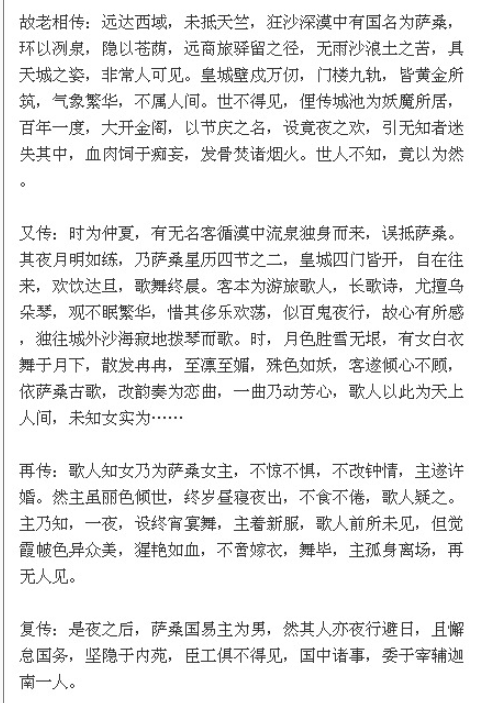 故老相传：远达西域，未抵天竺，狂沙深漠中有国名为萨桑，
环以冽泉，隐以苍荫，远商旅驿留之径，无雨沙浪土之苦，具
天城之姿，非常人可见。皇城壁戍万仞，门楼九轨，皆黄金所
筑，气象繁华，不属人间。世不得见，俚传城池为妖魔所居，
百年一度，大开金阁，以节庆之名，设竟夜之欢，引无知者迷
失其中，血肉饲于痴妄，发骨焚诸烟火。世人不知，竟以为然
。
又传：时为仲夏，有无名客循漠中流泉独身而来，误抵萨桑。
其夜月明如练，乃萨桑星历四节之二，皇城四门皆开，自在往
来，欢饮达旦，歌舞终晨。客本为游旅歌人，长歌诗，尤擅乌
朵琴，观不眠繁华，惜其侈乐欢荡，似百鬼夜行，故心有所感
，独往城外沙海寂地拨琴而歌。时，月色胜雪无垠，有女白衣
舞于月下，散发冉冉，至凛至媚，殊色如妖，客遂倾心不顾，
依萨桑古歌，改韵奏为恋曲，一曲乃动芳心，歌人以此为天上
人间，未知女实为……
再传：歌人知女乃为萨桑女主，不惊不惧，不改钟情，主遂许
婚。然主虽丽色倾世，终岁昼寝夜出，不食不倦，歌人疑之。
主乃知，一夜，设终宵宴舞，主着新服，歌人前所未见，但觉
霞帔色异众美，猩艳如血，不啻嫁衣，舞毕，主孤身离场，再
无人见。
复传：是夜之后，萨桑国易主为男，然其人亦夜行避日，且懈
怠国务，坚隐于内苑，臣工俱不得见，国中诸事，委于宰辅迦
南一人。